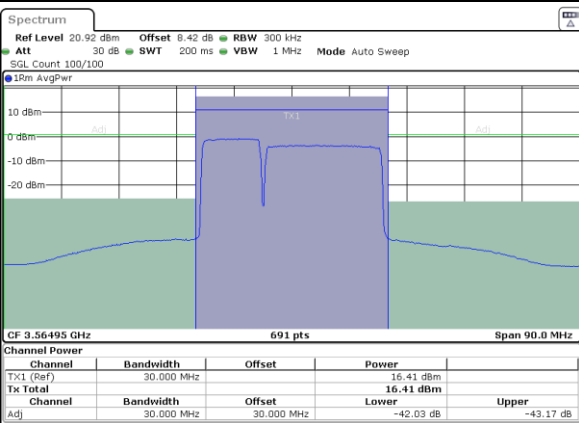 Spectrum
Ref Level 20.92 dBm Offset 8.42 dB RBW 300 kHz
Att 30 dB SWT 200 ms VBW 1 MHz Mode Auto Sweep
SGL Count 100/100
1Rm AvgPwr
10 dBm
TX1
Adj Adj
0 dBm
-10 dBm
-20 dBm
CF 3.56495 GHz 691 pts Span 90.0 MHz
Channel Power
Channel Bandwidth Offset Power
TX1 (Ref) 30.000 MHz 16.41 dBm
Tx Total 16.41 dBm
Channel Bandwidth Offset Lower Upper
Adj 30.000 MHz 30.000 MHz -42.03 dB -43.17 dB